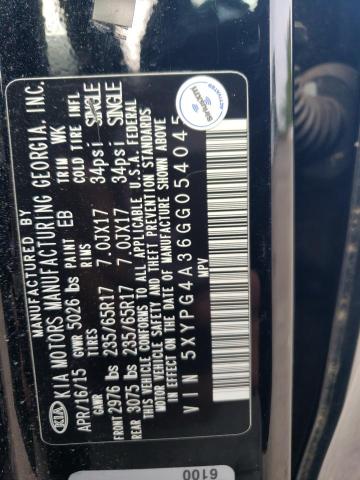 MANUFACTURED BY
KIA MOTORS MANUFACTURING GEORGIA, INC.
KIA
APR/16/15 GVWR 5026 lbs PAINT EB TRIM WK
GAWR RIMS COLD TIRE INFL
FRONT 2976 lbs 235/65R17 7.0JX17 34psi SINGLE
REAR 3075 lbs 235/65R17 7.0JX17 34psi SINGLE
THIS VEHICLE CONFORMS TO ALL APPLICABLE U.S.A. FEDERAL
MOTOR VEHICLE SAFETY, BUMPER, AND THEFT PREVENTION STANDARDS
IN EFFECT ON THE DATE OF MANUFACTURE SHOWN ABOVE
VIN 5XYPG4A36GG054045
MPV
6100